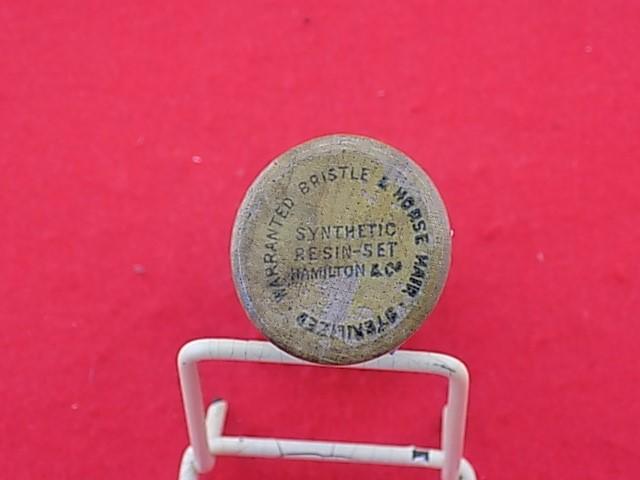 WARRANTED BRISTLE & HORSE HAIR · STERILIZED ·
SYNTHETIC
RESIN-SET
HAMILTON & Co